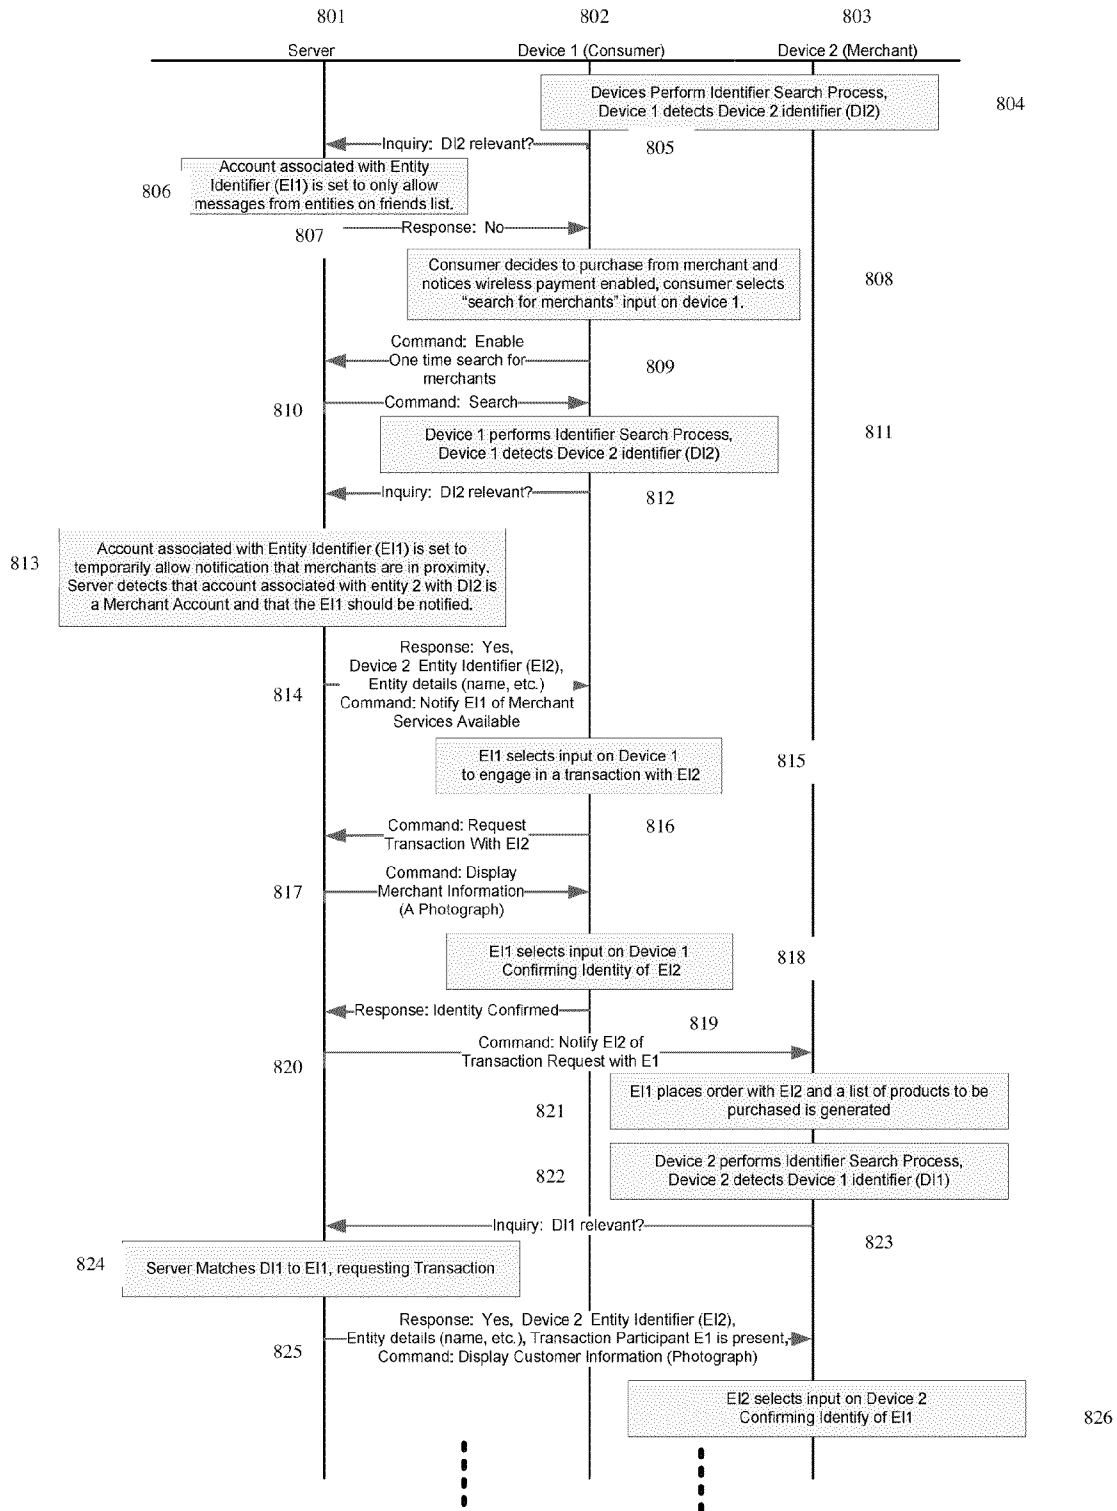 801
802
803
Server
Device 1 (Consumer)
Device 2 (Merchant)
Devices Perform Identifier Search Process,
Device 1 detects Device 2 identifier (DI2)
804
Inquiry: DI2 relevant?
805
Account associated with Entity
Identifier (EI1) is set to only allow
messages from entities on friends list.
806
Response: No
807
Consumer decides to purchase from merchant and
notices wireless payment enabled, consumer selects
“search for merchants” input on device 1.
808
Command: Enable
One time search for
merchants
809
Command: Search
810
Device 1 performs Identifier Search Process,
Device 1 detects Device 2 identifier (DI2)
811
Inquiry: DI2 relevant?
812
813
Account associated with Entity Identifier (EI1) is set to
temporarily allow notification that merchants are in proximity.
Server detects that account associated with entity 2 with DI2 is
a Merchant Account and that the EI1 should be notified.
Response: Yes,
Device 2 Entity Identifier (EI2),
Entity details (name, etc.)
Command: Notify EI1 of Merchant
Services Available
814
EI1 selects input on Device 1
to engage in a transaction with EI2
815
Command: Request
Transaction With EI2
816
Command: Display
Merchant Information
(A Photograph)
817
EI1 selects input on Device 1
Confirming Identity of EI2
818
Response: Identity Confirmed
819
Command: Notify EI2 of
Transaction Request with E1
820
EI1 places order with EI2 and a list of products to be
purchased is generated
821
Device 2 performs Identifier Search Process,
Device 2 detects Device 1 identifier (DI1)
822
Inquiry: DI1 relevant?
823
824
Server Matches DI1 to EI1, requesting Transaction
Response: Yes, Device 2 Entity Identifier (EI2),
Entity details (name, etc.), Transaction Participant E1 is present,
Command: Display Customer Information (Photograph)
825
EI2 selects input on Device 2
Confirming Identify of EI1
826